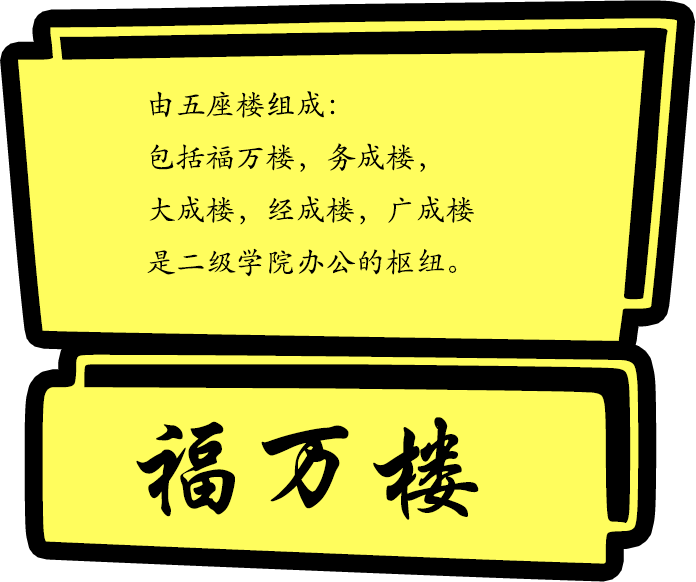 由五座楼组成：
包括福万楼，务成楼，
大成楼，经成楼，广成楼
是二级学院办公的枢纽。
福万楼